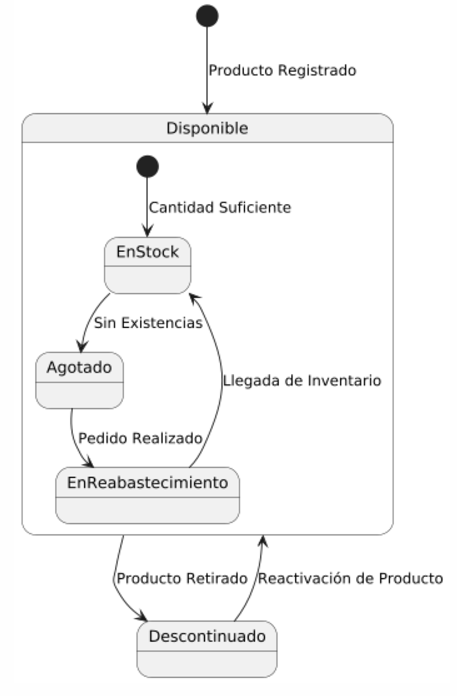 Producto Registrado
Disponible
Cantidad Suficiente
EnStock
Sin Existencias
Agotado
Llegada de Inventario
Pedido Realizado
EnReabastecimiento
Producto Retirado
Reactivación de Producto
Descontinuado